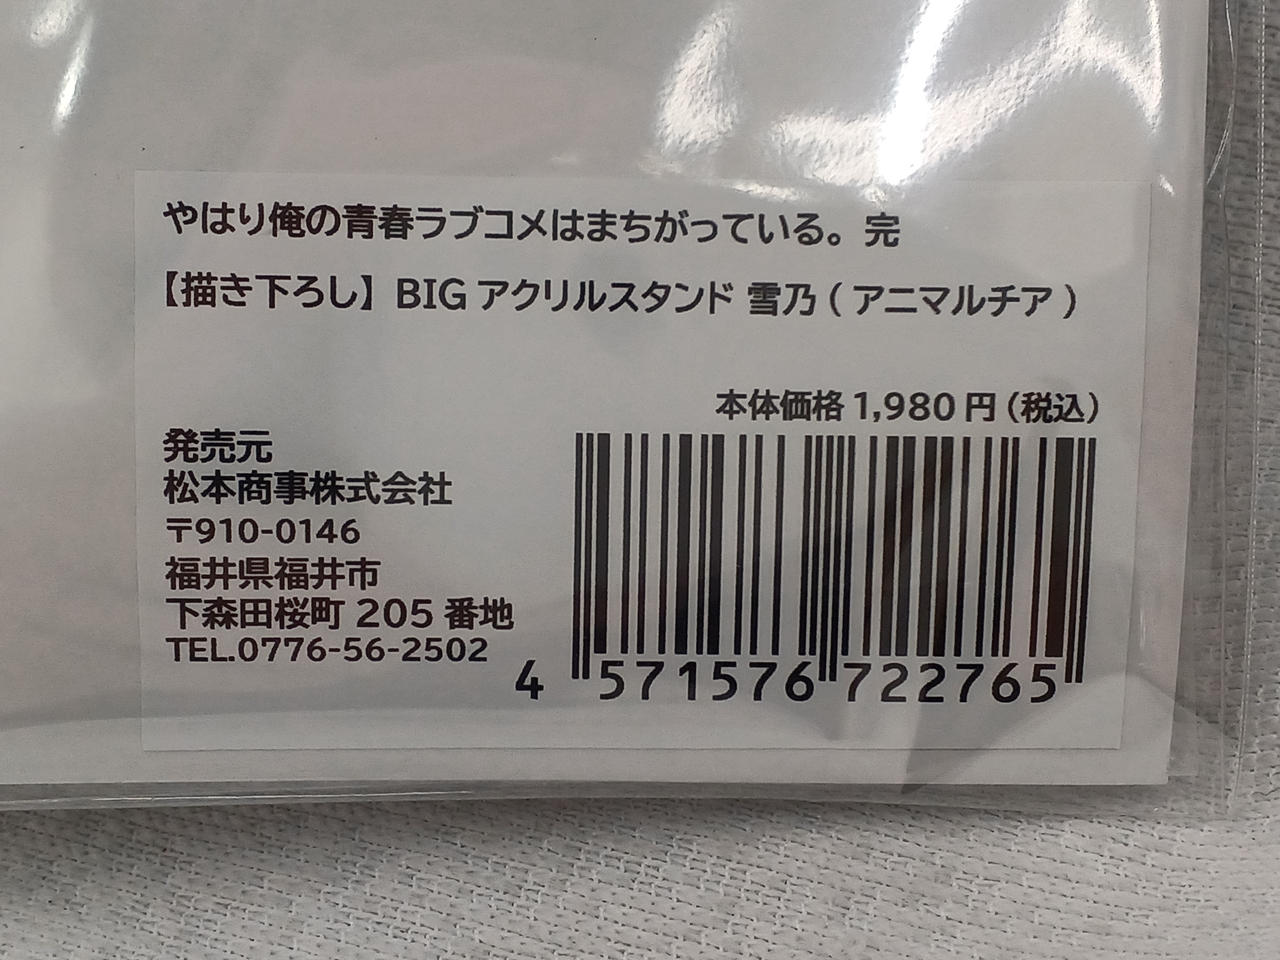 やはり俺の青春ラブコメはまちがっている。完
【描き下ろし】BIG アクリルスタンド 雪乃 ( アニマルチア )
本体価格 1,980 円 (税込)
発売元
松本商事株式会社
〒910-0146
福井県福井市
下森田桜町 205 番地
TEL.0776-56-2502
4 571576 722765